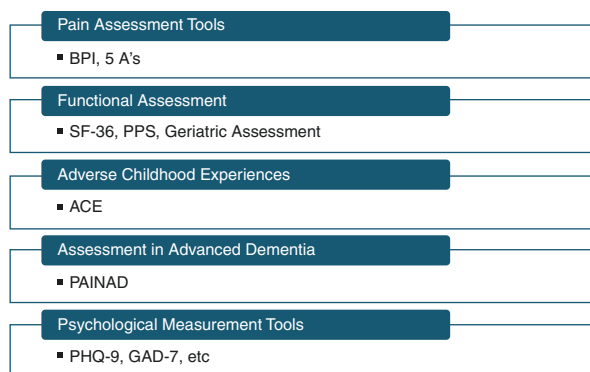 Pain Assessment Tools
▪ BPI, 5 A's
Functional Assessment
▪ SF-36, PPS, Geriatric Assessment
Adverse Childhood Experiences
▪ ACE
Assessment in Advanced Dementia
▪ PAINAD
Psychological Measurement Tools
▪ PHQ-9, GAD-7, etc